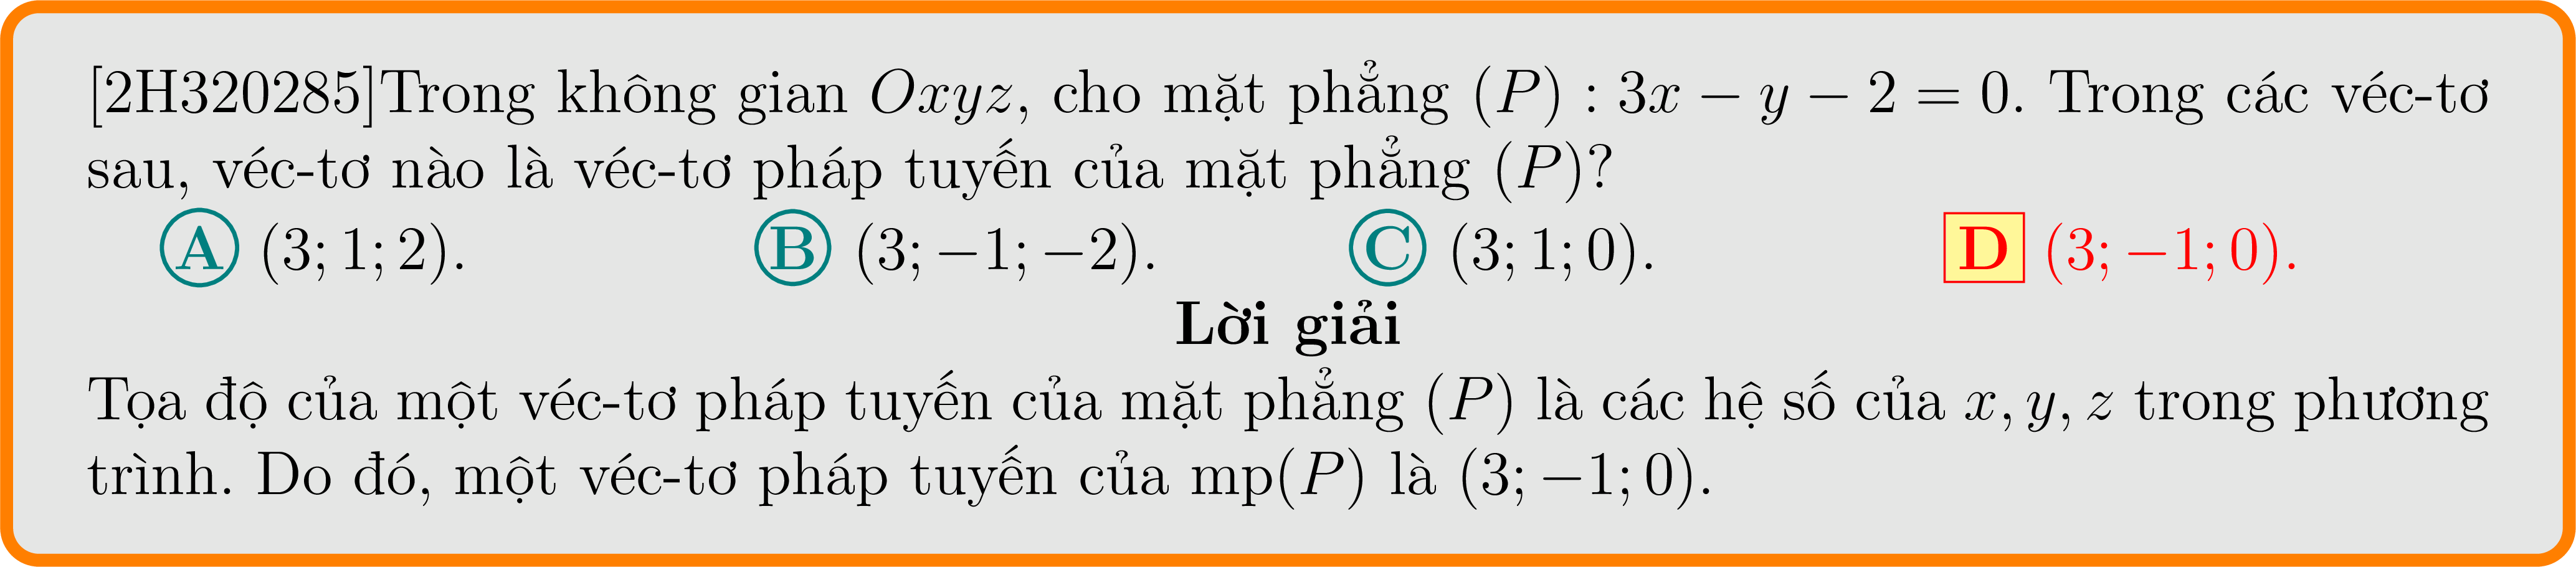 [2H320285]Trong không gian Oxyz, cho mặt phẳng (P) : 3x − y − 2 = 0. Trong các véc-tơ
sau, véc-tơ nào là véc-tơ pháp tuyến của mặt phẳng (P)?
A (3; 1; 2). B (3; −1; −2). C (3; 1; 0). D (3; −1; 0).
Lời giải
Tọa độ của một véc-tơ pháp tuyến của mặt phẳng (P) là các hệ số của x, y, z trong phương
trình. Do đó, một véc-tơ pháp tuyến của mp(P) là (3; −1; 0).